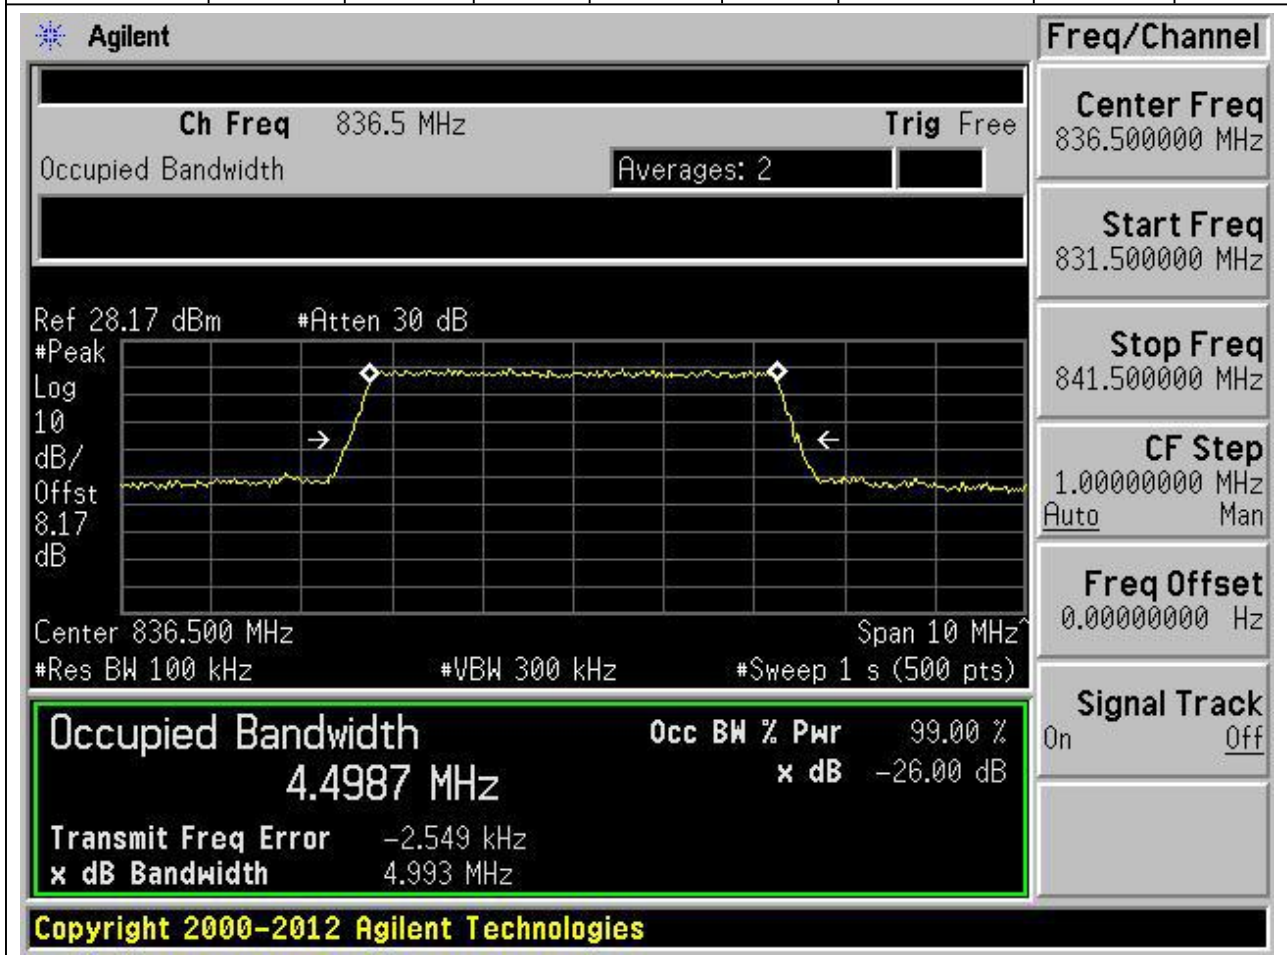 Agilent
Freq/Channel
Ch Freq 836.5 MHz Trig Free
Occupied Bandwidth Averages: 2
Center Freq
836.500000 MHz
Start Freq
831.500000 MHz
Ref 28.17 dBm #Atten 30 dB
#Peak
Log
10
dB/
Offst
8.17
dB
Stop Freq
841.500000 MHz
CF Step
1.00000000 MHz
Auto Man
Freq Offset
0.00000000 Hz
Center 836.500 MHz Span 10 MHz^
#Res BW 100 kHz #VBW 300 kHz #Sweep 1 s (500 pts)
Signal Track
On Off
Occupied Bandwidth Occ BW % Pwr 99.00 %
4.4987 MHz x dB -26.00 dB
Transmit Freq Error -2.549 kHz
x dB Bandwidth 4.993 MHz
Copyright 2000-2012 Agilent Technologies